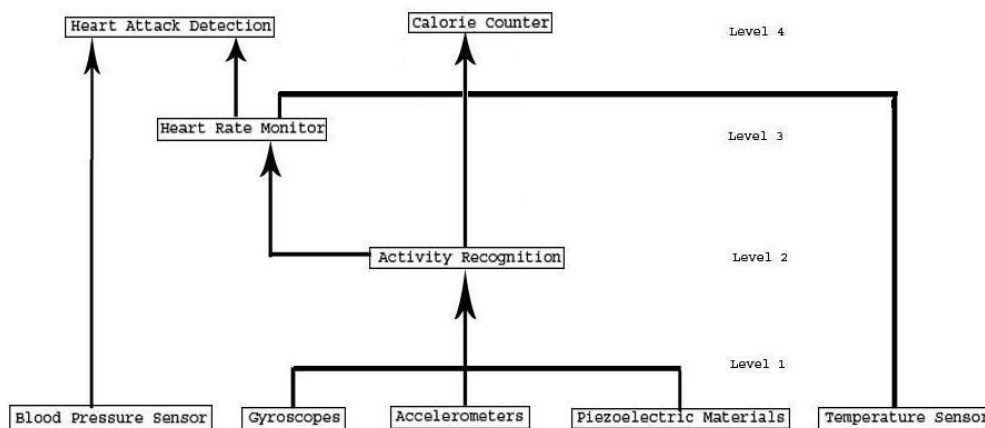 Heart Attack Detection
Calorie Counter
Level 4
Heart Rate Monitor
Level 3
Activity Recognition
Level 2
Level 1
Blood Pressure Sensor
Gyroscopes
Accelerometers
Piezoelectric Materials
Temperature Sensor